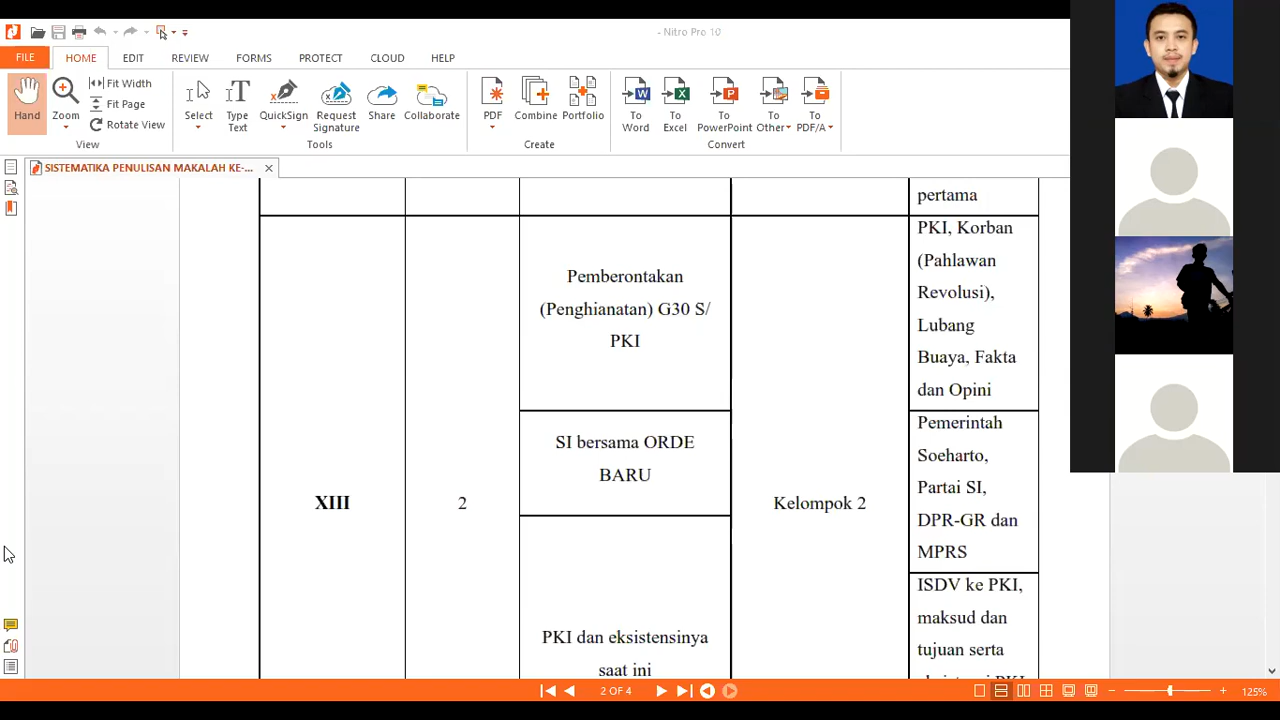 - Nitro Pro 10
FILE HOME EDIT REVIEW FORMS PROTECT CLOUD HELP
Hand
Zoom
Fit Width
Fit Page
Rotate View
View
Select
Type Text
QuickSign
Request Signature
Share
Collaborate
Tools
PDF
Combine
Portfolio
Create
To Word
To Excel
To PowerPoint
To Other
To PDF/A
Convert
SISTEMATIKA PENULISAN MAKALAH KE-...
pertama
XIII
2
Pemberontakan
(Penghianatan) G30 S/
PKI
SI bersama ORDE
BARU
PKI dan eksistensinya
saat ini
Kelompok 2
PKI, Korban
(Pahlawan
Revolusi),
Lubang
Buaya, Fakta
dan Opini
Pemerintah
Soeharto,
Partai SI,
DPR-GR dan
MPRS
ISDV ke PKI,
maksud dan
tujuan serta
2 OF 4
125%